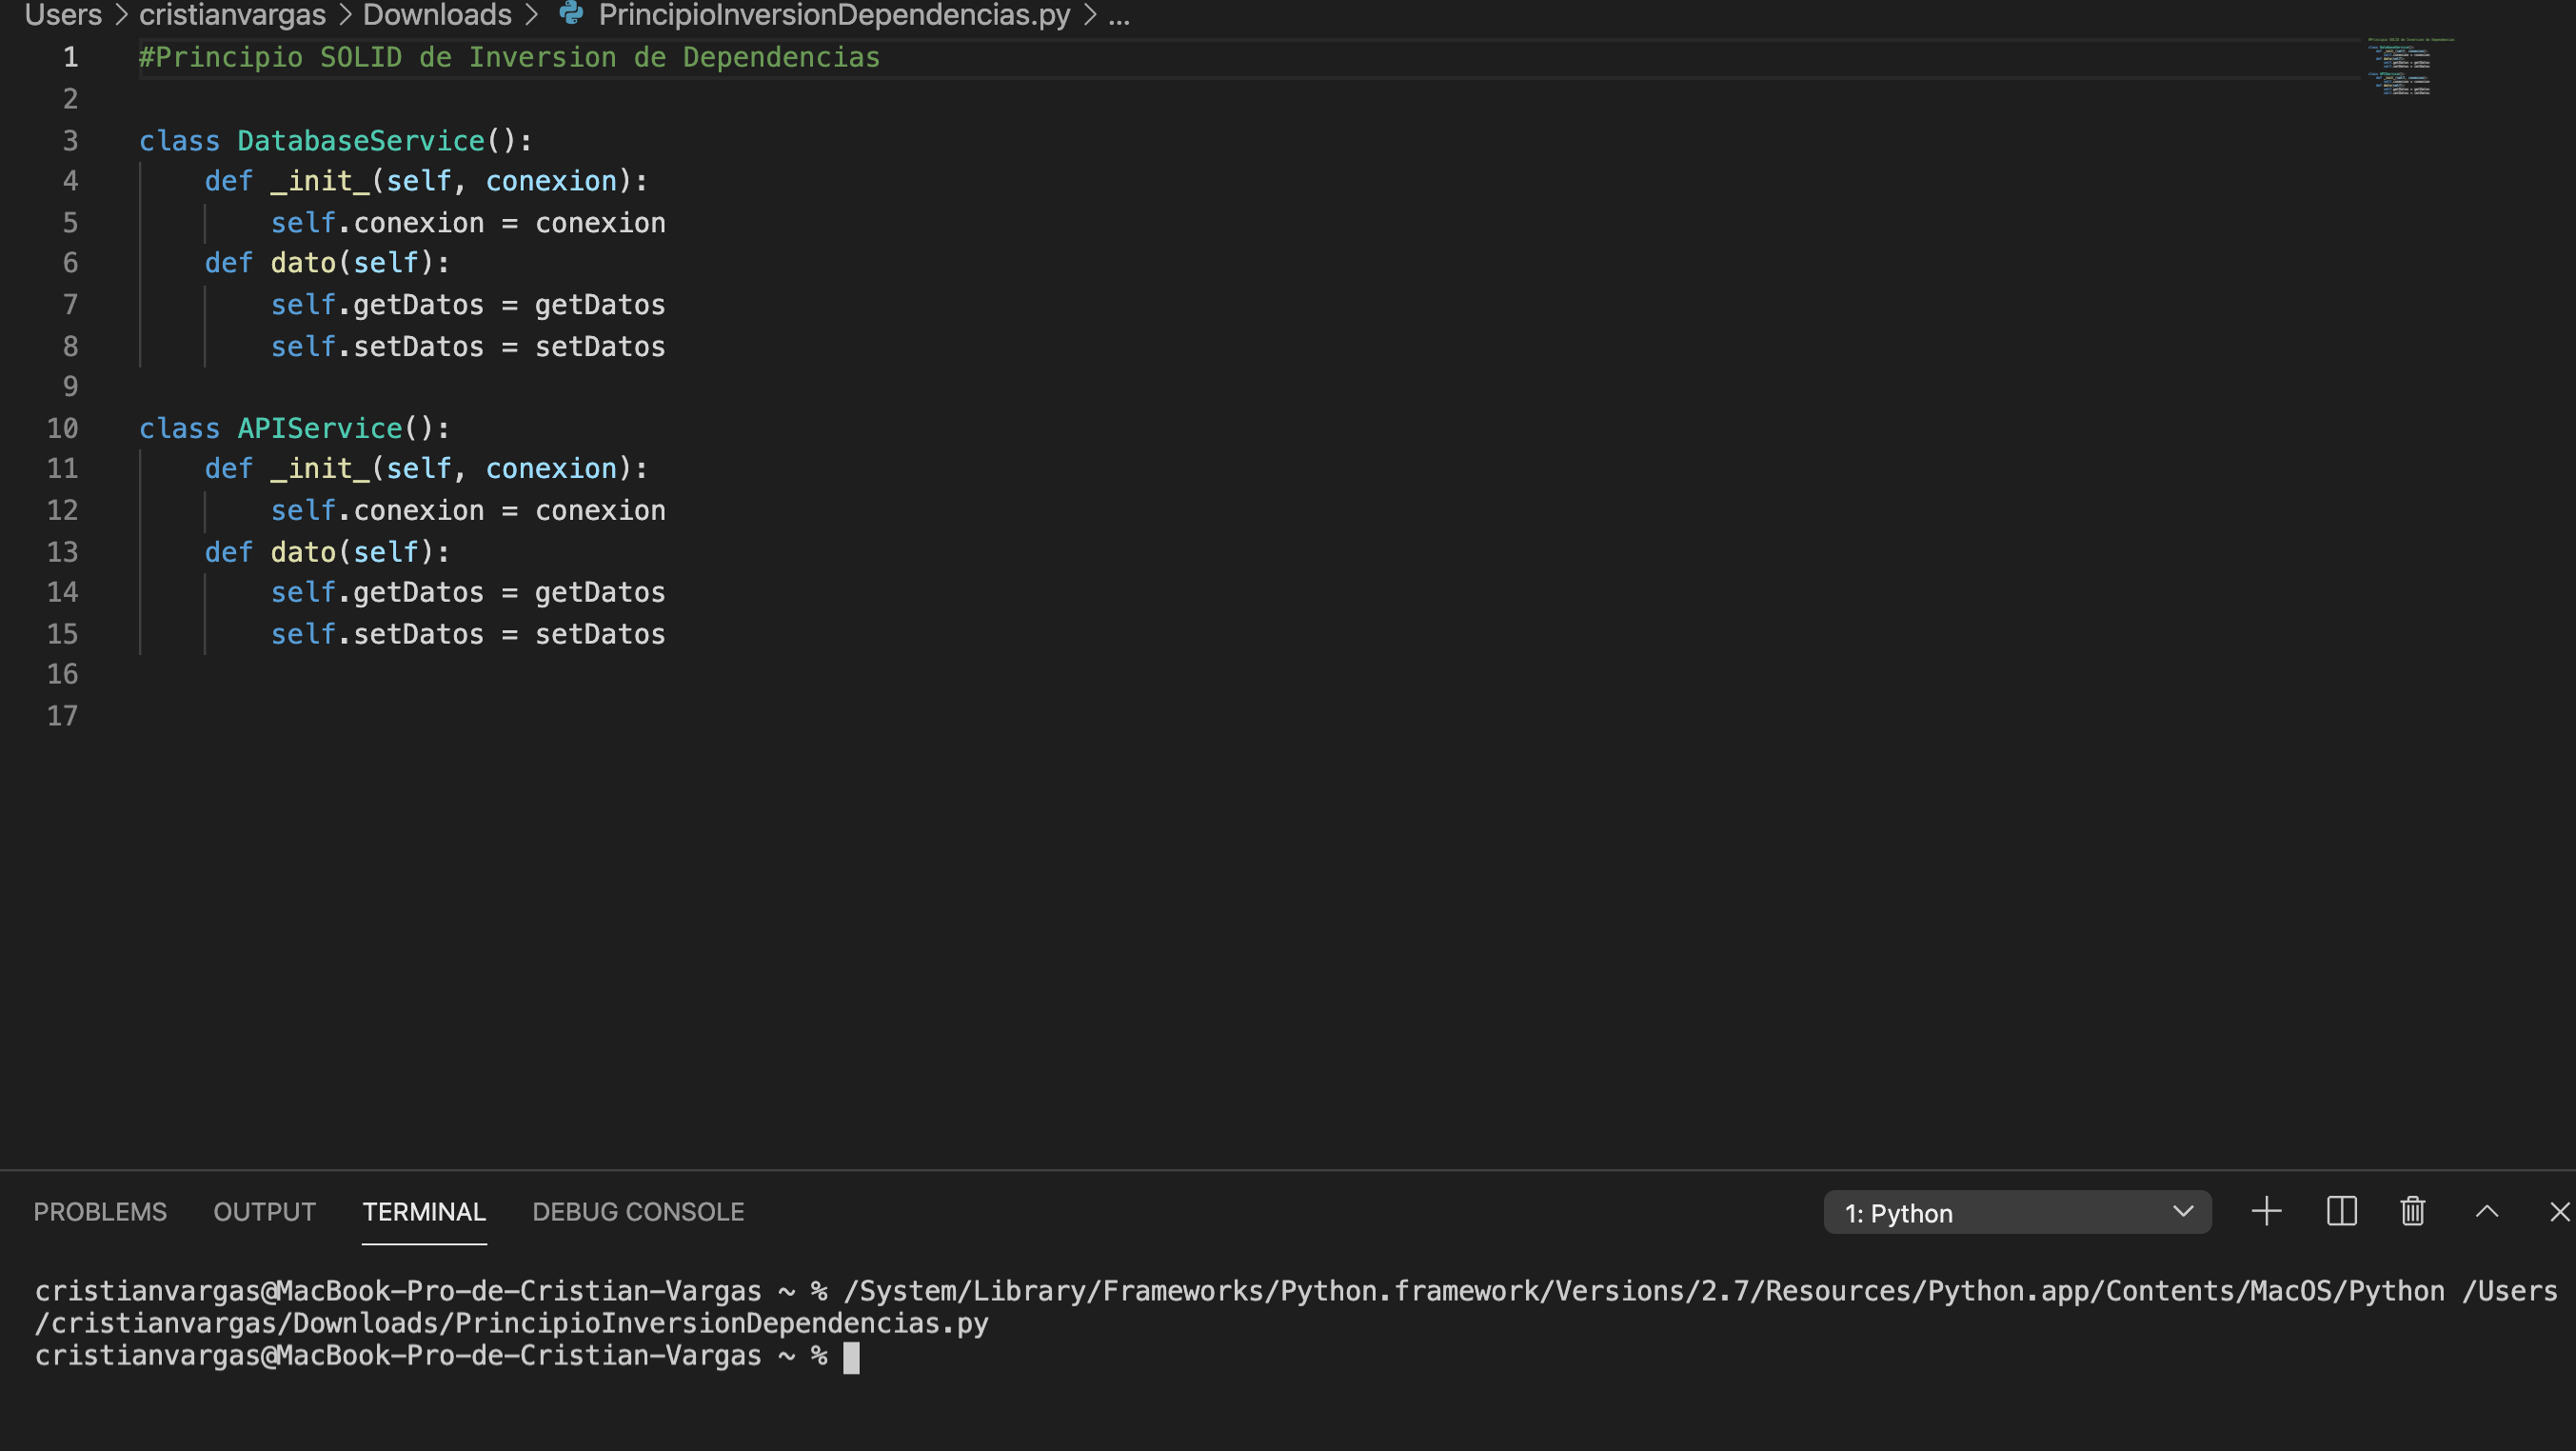 Users > cristianvargas > Downloads > PrincipioInversionDependencias.py > ...
1 #Principio SOLID de Inversion de Dependencias
2
3 class DatabaseService():
4     def _init_(self, conexion):
5         self.conexion = conexion
6     def dato(self):
7         self.getDatos = getDatos
8         self.setDatos = setDatos
9
10 class APIService():
11     def _init_(self, conexion):
12         self.conexion = conexion
13     def dato(self):
14         self.getDatos = getDatos
15         self.setDatos = setDatos
16
17
PROBLEMS OUTPUT TERMINAL DEBUG CONSOLE 1: Python
cristianvargas@MacBook-Pro-de-Cristian-Vargas ~ % /System/Library/Frameworks/Python.framework/Versions/2.7/Resources/Python.app/Contents/MacOS/Python /Users
/cristianvargas/Downloads/PrincipioInversionDependencias.py
cristianvargas@MacBook-Pro-de-Cristian-Vargas ~ %